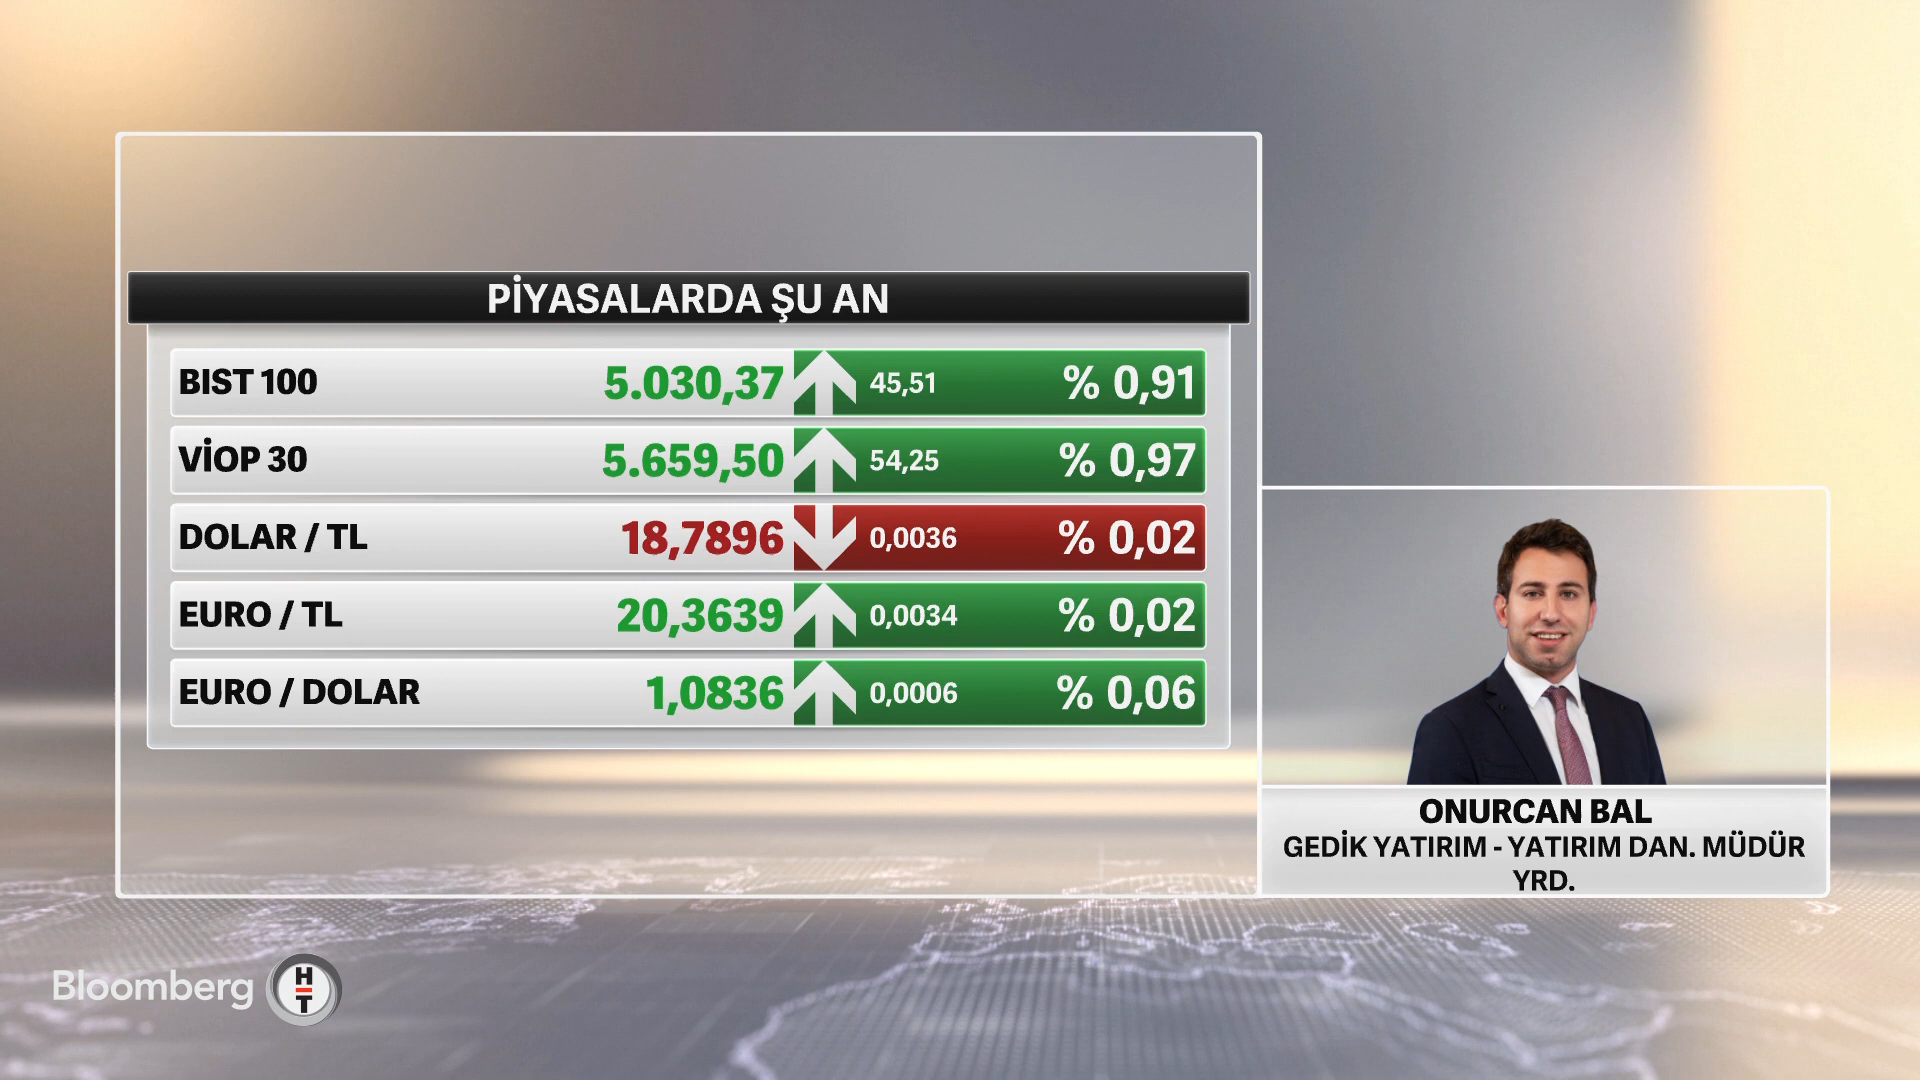 PİYASALARDA ŞU AN
BIST 100 5.030,37 45,51 % 0,91
VİOP 30 5.659,50 54,25 % 0,97
DOLAR / TL 18,7896 0,0036 % 0,02
EURO / TL 20,3639 0,0034 % 0,02
EURO / DOLAR 1,0836 0,0006 % 0,06
ONURCAN BAL
GEDİK YATIRIM - YATIRIM DAN. MÜDÜR
YRD.
Bloomberg HT